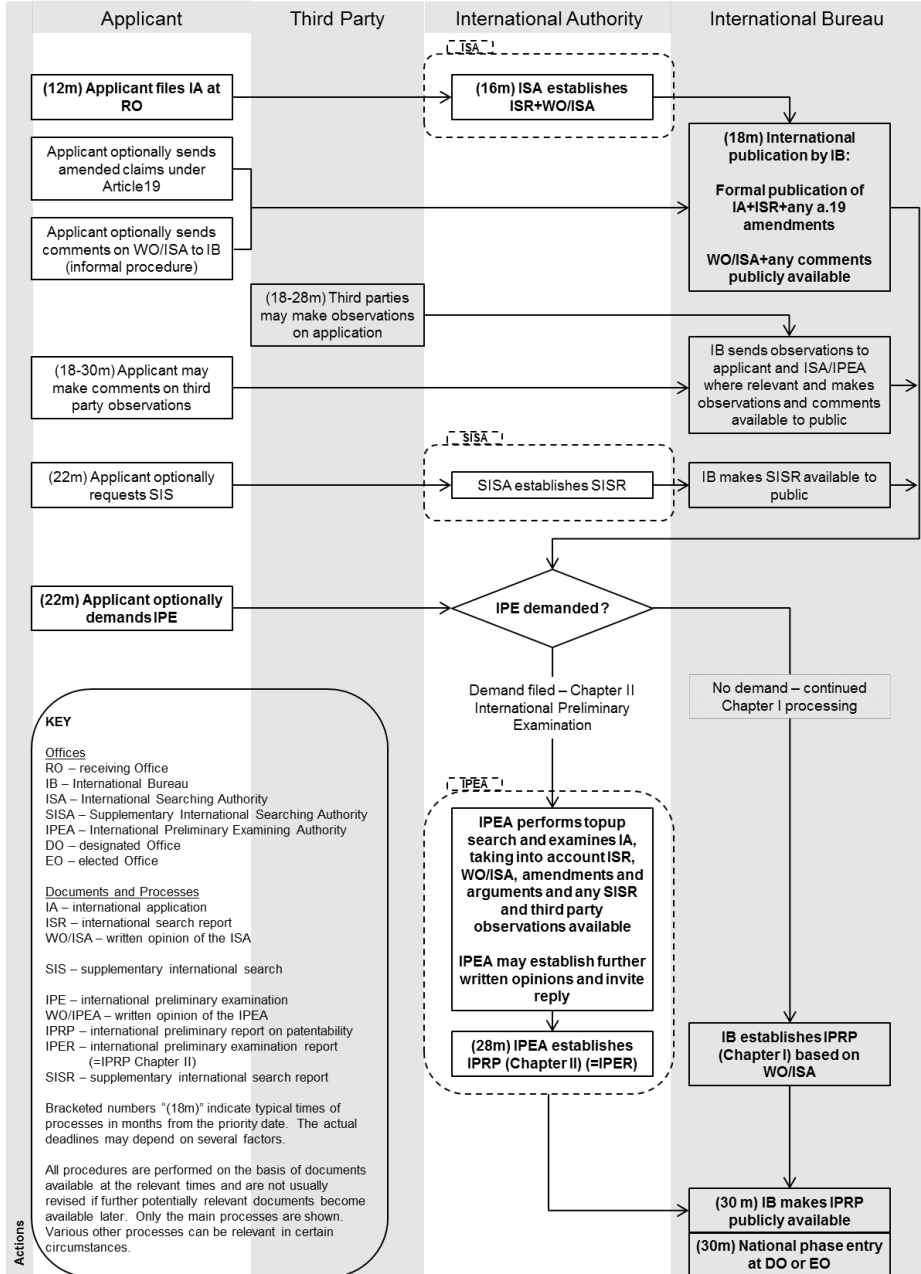 Applicant
Third Party
International Authority
International Bureau
ISA
(12m) Applicant files IA at
RO
(16m) ISA establishes
ISR+WO/ISA
Applicant optionally sends
amended claims under
Article19
Applicant optionally sends
comments on WO/ISA to IB
(informal procedure)
(18m) International
publication by IB:
Formal publication of
IA+ISR+any a.19
amendments
WO/ISA+any comments
publicly available
(18-28m) Third parties
may make observations
on application
(18-30m) Applicant may
make comments on third
party observations
IB sends observations to
applicant and ISA/IPEA
where relevant and makes
observations and comments
available to public
SISA
(22m) Applicant optionally
requests SIS
SISA establishes SISR
IB makes SISR available to
public
(22m) Applicant optionally
demands IPE
IPE demanded?
Demand filed – Chapter II
International Preliminary
Examination
No demand – continued
Chapter I processing
KEY
Offices
RO – receiving Office
IB – International Bureau
ISA – International Searching Authority
SISA – Supplementary International Searching Authority
IPEA – International Preliminary Examining Authority
DO – designated Office
EO – elected Office
Documents and Processes
IA – international application
ISR – international search report
WO/ISA – written opinion of the ISA
SIS – supplementary international search
IPE – international preliminary examination
WO/IPEA – written opinion of the IPEA
IPRP – international preliminary report on patentability
IPER – international preliminary examination report
(=IPRP Chapter II)
SISR – supplementary international search report
Bracketed numbers “(18m)” indicate typical times of
processes in months from the priority date. The actual
deadlines may depend on several factors.
All procedures are performed on the basis of documents
available at the relevant times and are not usually
revised if further potentially relevant documents become
available later. Only the main processes are shown.
Various other processes can be relevant in certain
circumstances.
IPEA
IPEA performs topup
search and examines IA,
taking into account ISR,
WO/ISA, amendments and
arguments and any SISR
and third party
observations available
IPEA may establish further
written opinions and invite
reply
(28m) IPEA establishes
IPRP (Chapter II) (=IPER)
IB establishes IPRP
(Chapter I) based on
WO/ISA
(30 m) IB makes IPRP
publicly available
(30m) National phase entry
at DO or EO
Actions